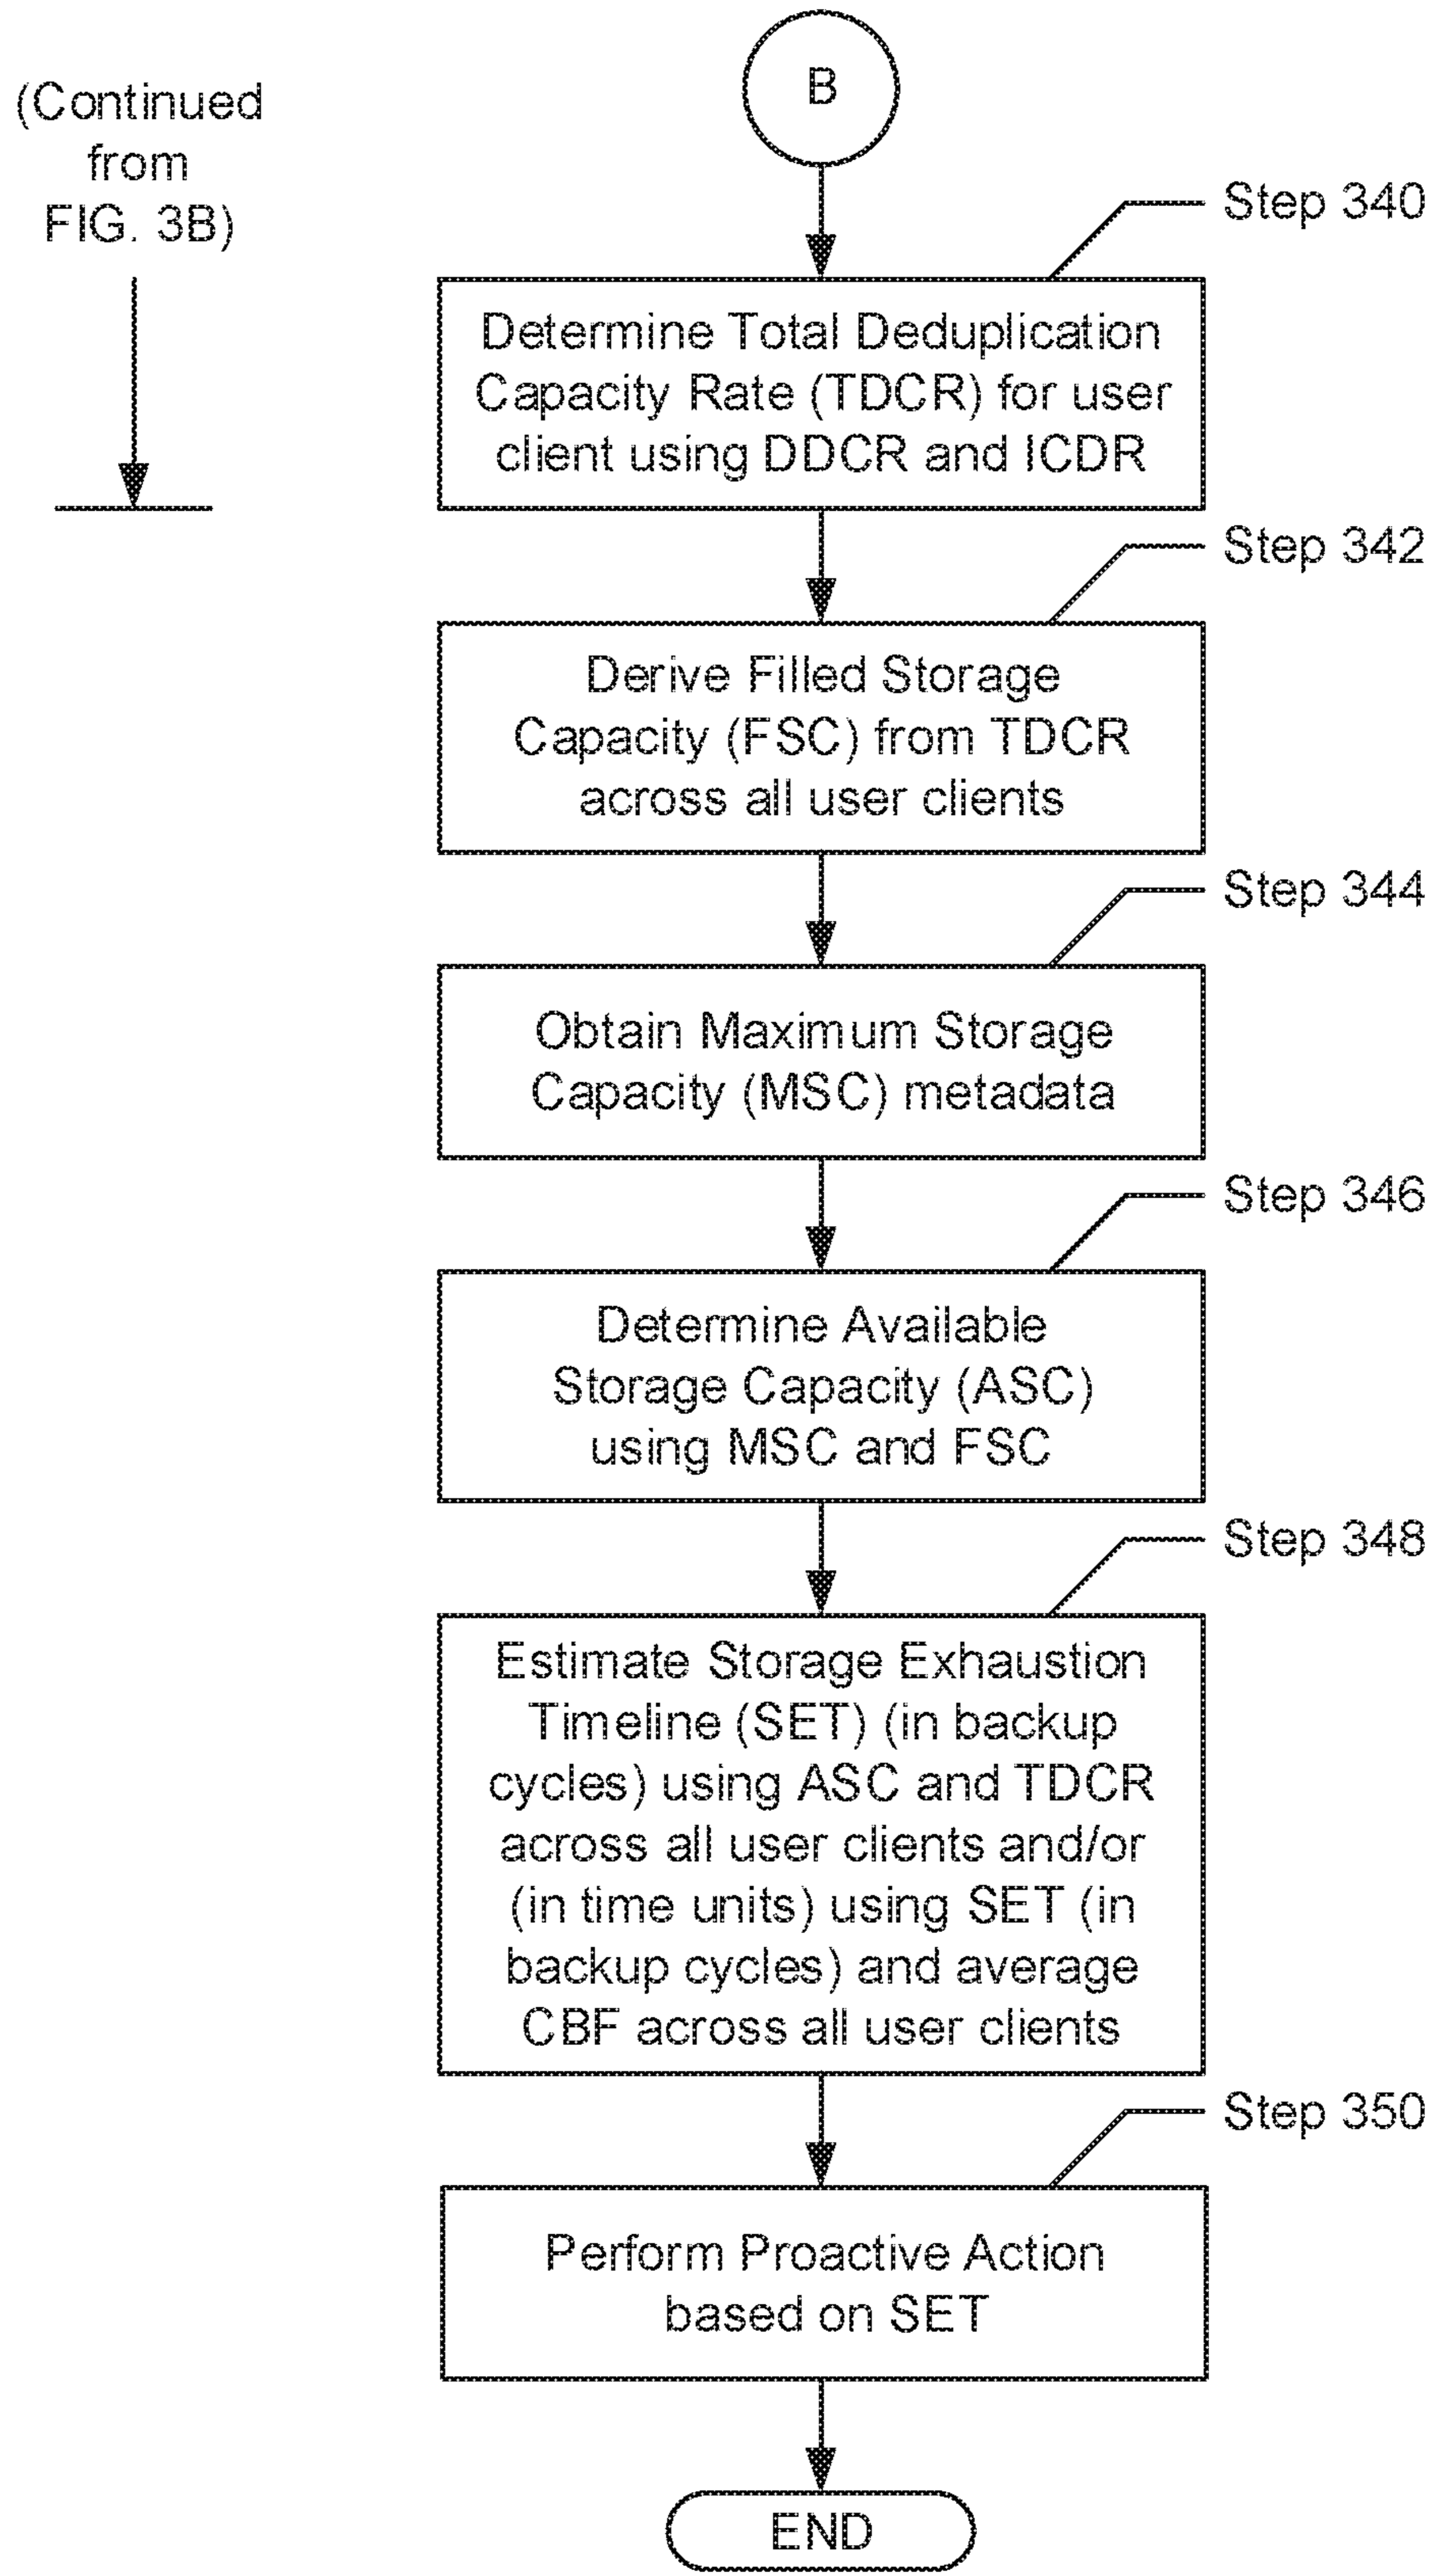 (Continued
from
FIG. 3B)
B
Step 340
Determine Total Deduplication
Capacity Rate (TDCR) for user
client using DDCR and ICDR
Step 342
Derive Filled Storage
Capacity (FSC) from TDCR
across all user clients
Step 344
Obtain Maximum Storage
Capacity (MSC) metadata
Step 346
Determine Available
Storage Capacity (ASC)
using MSC and FSC
Step 348
Estimate Storage Exhaustion
Timeline (SET) (in backup
cycles) using ASC and TDCR
across all user clients and/or
(in time units) using SET (in
backup cycles) and average
CBF across all user clients
Step 350
Perform Proactive Action
based on SET
END